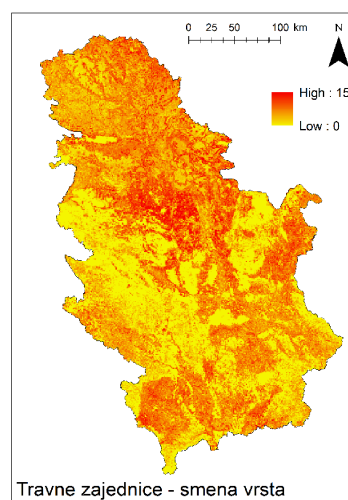 0 25 50 100 km
N
High : 15
Low : 0
Travne zajednice - smena vrsta